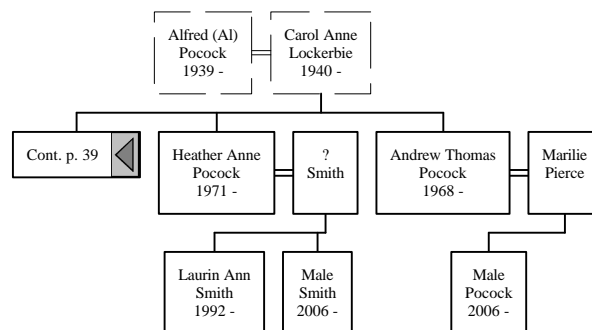 Alfred (Al)
Pocock
1939 -
Carol Anne
Lockerbie
1940 -
Cont. p. 39
Heather Anne
Pocock
1971 -
?
Smith
Andrew Thomas
Pocock
1968 -
Marilie
Pierce
Laurin Ann
Smith
1992 -
Male
Smith
2006 -
Male
Pocock
2006 -